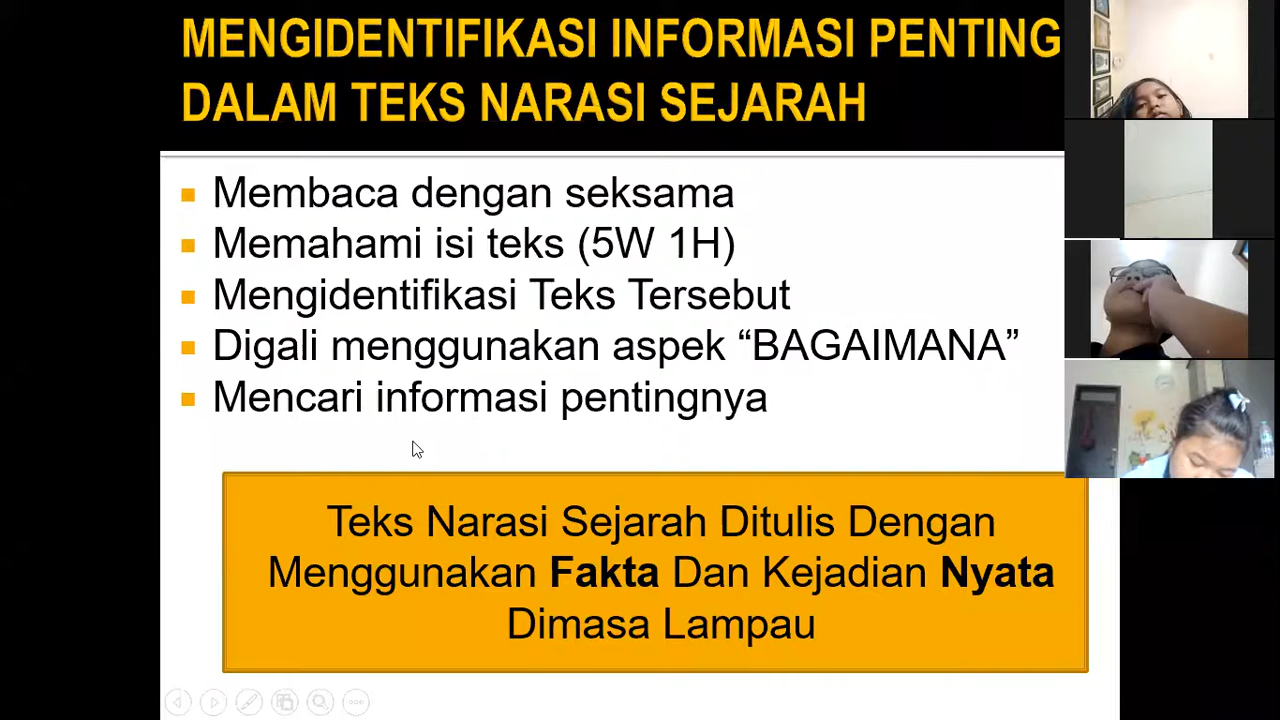 MENGIDENTIFIKASI INFORMASI PENTING
DALAM TEKS NARASI SEJARAH
Membaca dengan seksama
Memahami isi teks (5W 1H)
Mengidentifikasi Teks Tersebut
Digali menggunakan aspek “BAGAIMANA”
Mencari informasi pentingnya
Teks Narasi Sejarah Ditulis Dengan
Menggunakan Fakta Dan Kejadian Nyata
Dimasa Lampau